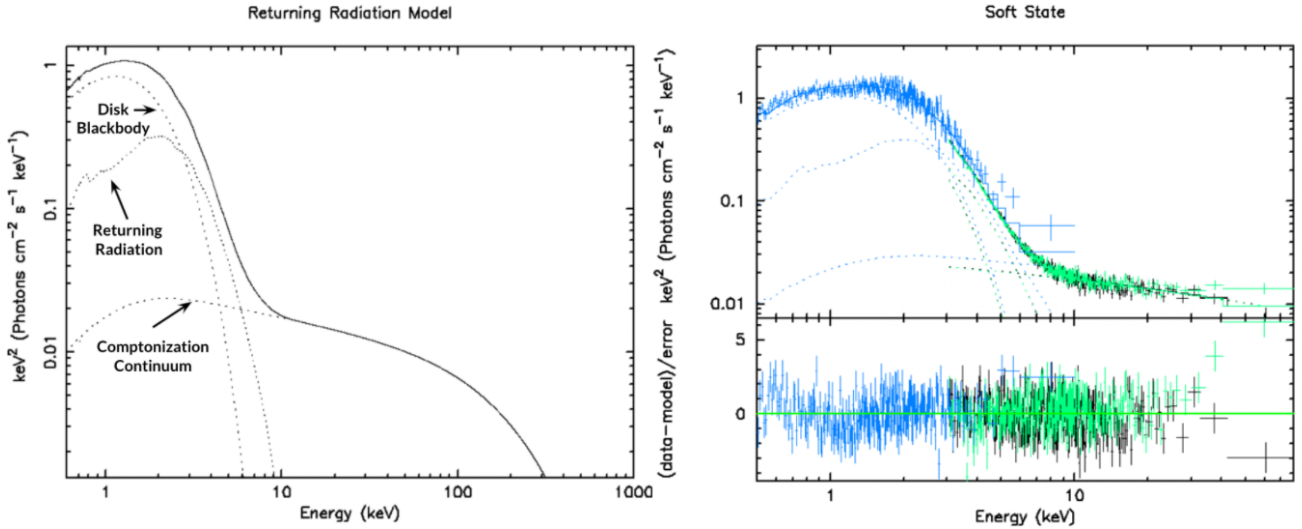 Returning Radiation Model
keV² (Photons cm⁻² s⁻¹ keV⁻¹)
1
0.1
0.01
Disk
Blackbody
Returning
Radiation
Comptonization
Continuum
1
10
100
1000
Energy (keV)
Soft State
keV² (Photons cm⁻² s⁻¹ keV⁻¹)
1
0.1
0.01
(data−model)/error
5
0
1
10
Energy (keV)